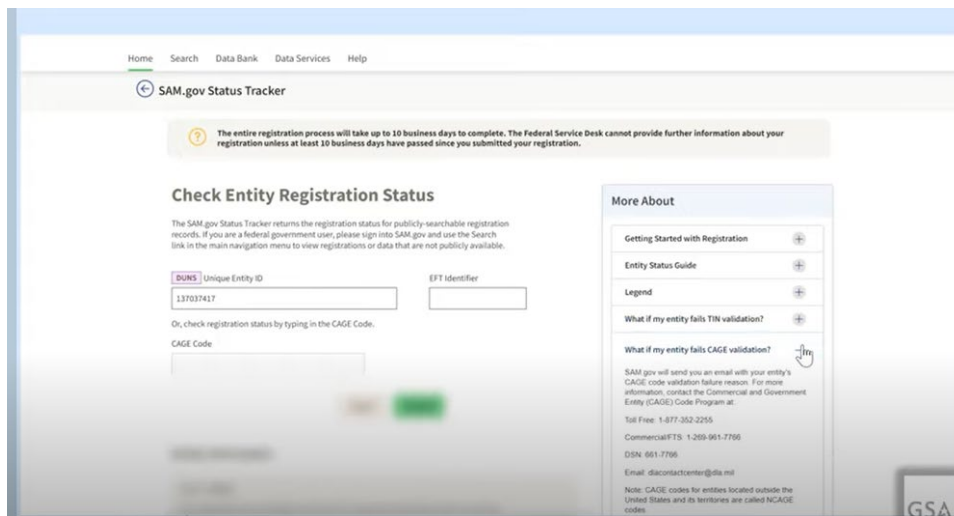 Home Search Data Bank Data Services Help
SAM.gov Status Tracker
The entire registration process will take up to 10 business days to complete. The Federal Service Desk cannot provide further information about your
registration unless at least 10 business days have passed since you submitted your registration.
Check Entity Registration Status
The SAM.gov Status Tracker returns the registration status for publicly-searchable registration
records. If you are a federal government user, please sign into SAM.gov and use the Search
link in the main navigation menu to view registrations or data that are not publicly available.
DUNS Unique Entity ID
EFT Identifier
137037417
Or, check registration status by typing in the CAGE Code.
CAGE Code
More About
Getting Started with Registration
Entity Status Guide
Legend
What if my entity fails TIN validation?
What if my entity fails CAGE validation?
SAM.gov will send you an email with your entity's
CAGE code validation failure reason. For more
information, contact the Commercial and Government
Entity (CAGE) Code Program at:
Toll Free: 1-877-352-2255
Commercial/FTS: 1-269-961-7766
DSN: 661-7766
Email: dlacontactcenter@dla.mil
Note: CAGE codes for entities located outside the
United States and its territories are called NCAGE
codes.
GSA